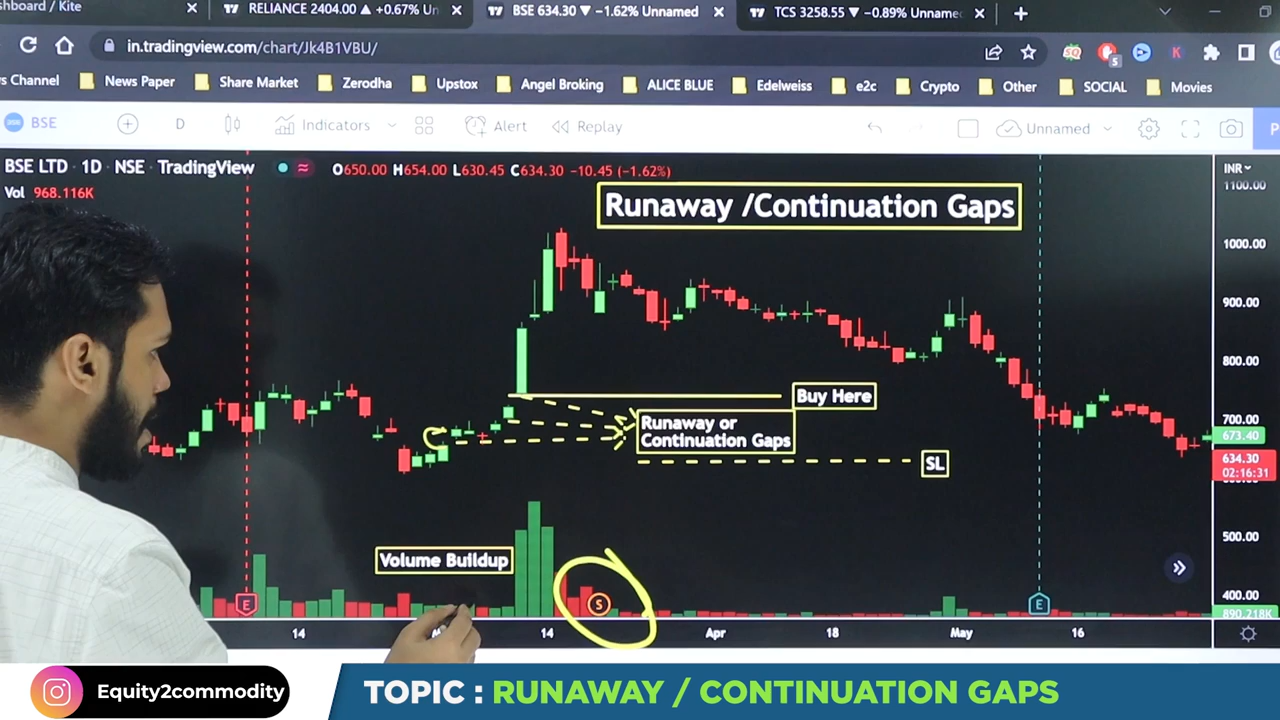 shboard / Kite
RELIANCE 2404.00 ▲ +0.67% Un
BSE 634.30 ▼ −1.62% Unnamed
TCS 3258.55 ▼ −0.89% Unname
in.tradingview.com/chart/Jk4B1VBU/
s Channel
News Paper
Share Market
Zerodha
Upstox
Angel Broking
ALICE BLUE
Edelweiss
e2c
Crypto
Other
SOCIAL
Movies
BSE
D
Indicators
Alert
Replay
Unnamed
P
BSE LTD · 1D · NSE · TradingView
O650.00 H654.00 L630.45 C634.30 −10.45 (−1.62%)
INR
Vol 968.116K
1100.00
Runaway /Continuation Gaps
1000.00
900.00
800.00
Buy Here
700.00
Runaway or
Continuation Gaps
673.40
SL
634.30
02:16:31
500.00
Volume Buildup
400.00
E
S
E
890.218K
14
14
Apr
18
May
16
Equity2commodity
TOPIC : RUNAWAY / CONTINUATION GAPS